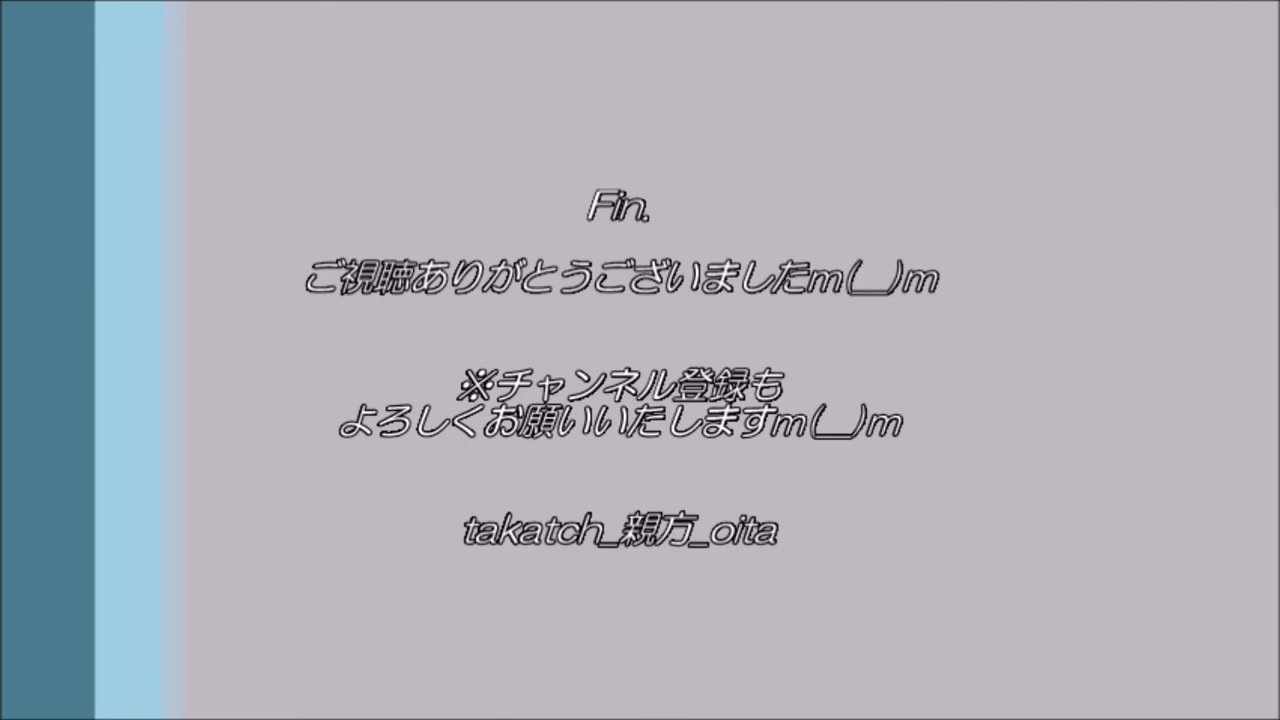 Fin.
ご視聴ありがとうございましたm(__)m
※チャンネル登録も
よろしくお願いいたしますm(__)m
takatch_親方_oita